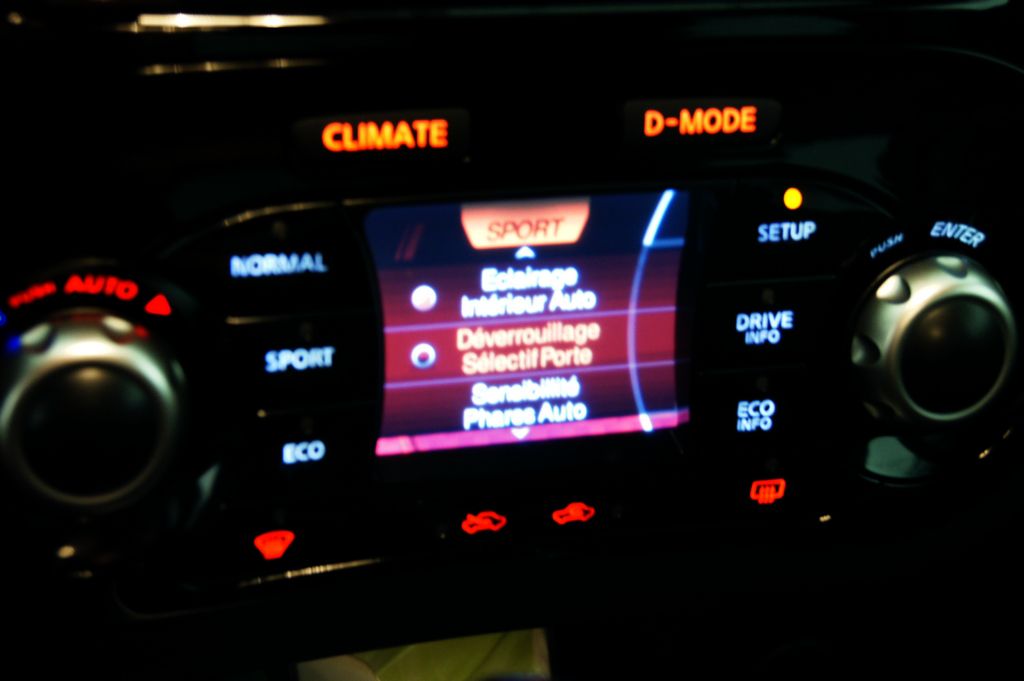 CLIMATE
D-MODE
SPORT
SETUP
PUSH ENTER
NORMAL
PUSH AUTO
Eclairage
Intérieur Auto
Déverrouillage
Sélectif Porte
Sensibilité
Phares Auto
DRIVE
INFO
SPORT
ECO
INFO
ECO